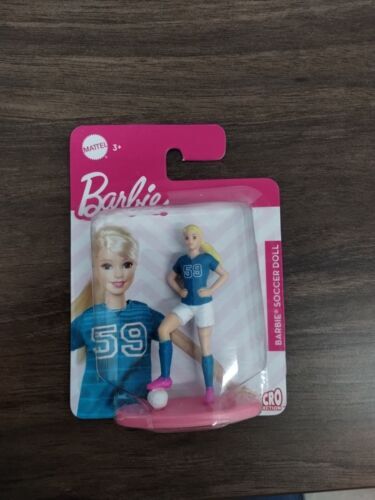 MATTEL
3+
Barbie
59
59
BARBIE® SOCCER DOLL
CRO